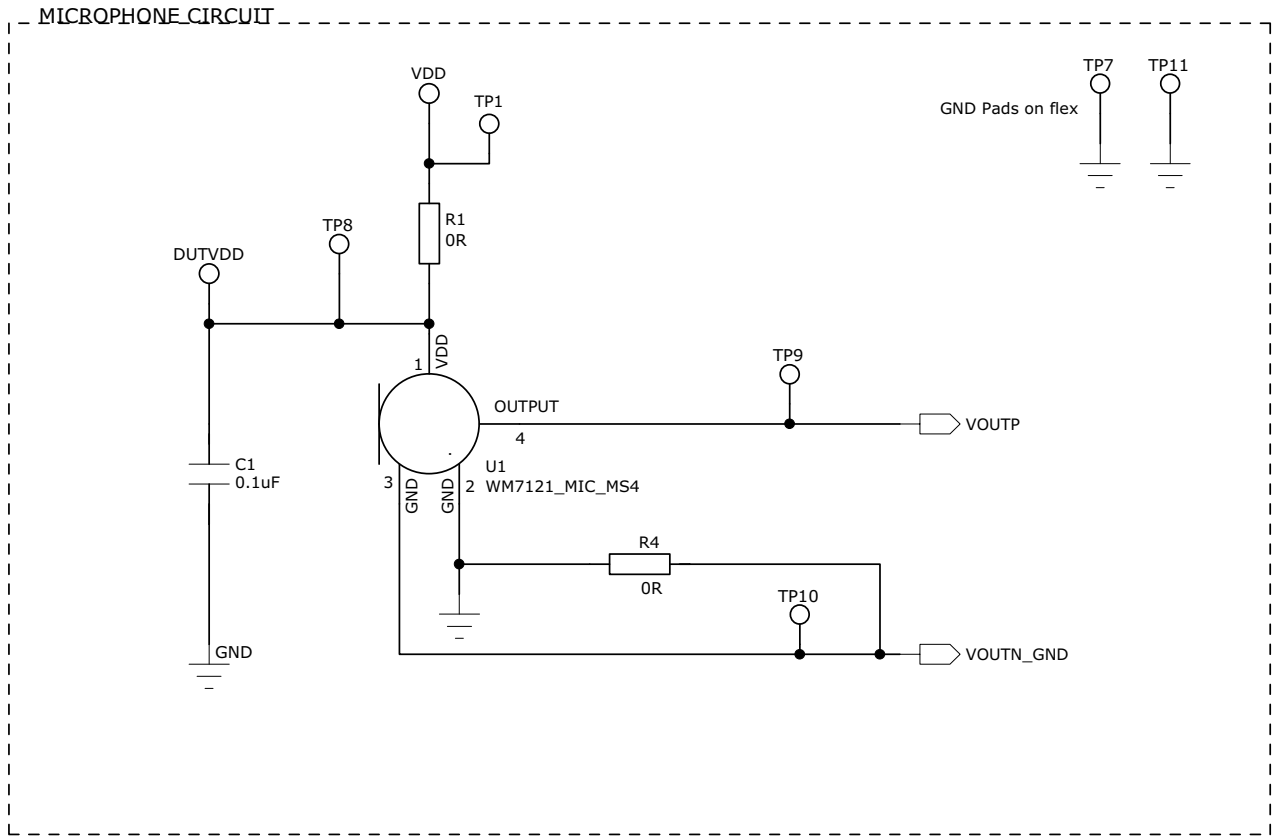 MICROPHONE CIRCUIT
VDD
TP1
TP7
TP11
GND Pads on flex
R1
0R
TP8
DUTVDD
1
VDD
TP9
OUTPUT
4
VOUTP
C1
0.1uF
3
GND
GND
2
U1
WM7121_MIC_MS4
R4
0R
TP10
GND
VOUTN_GND